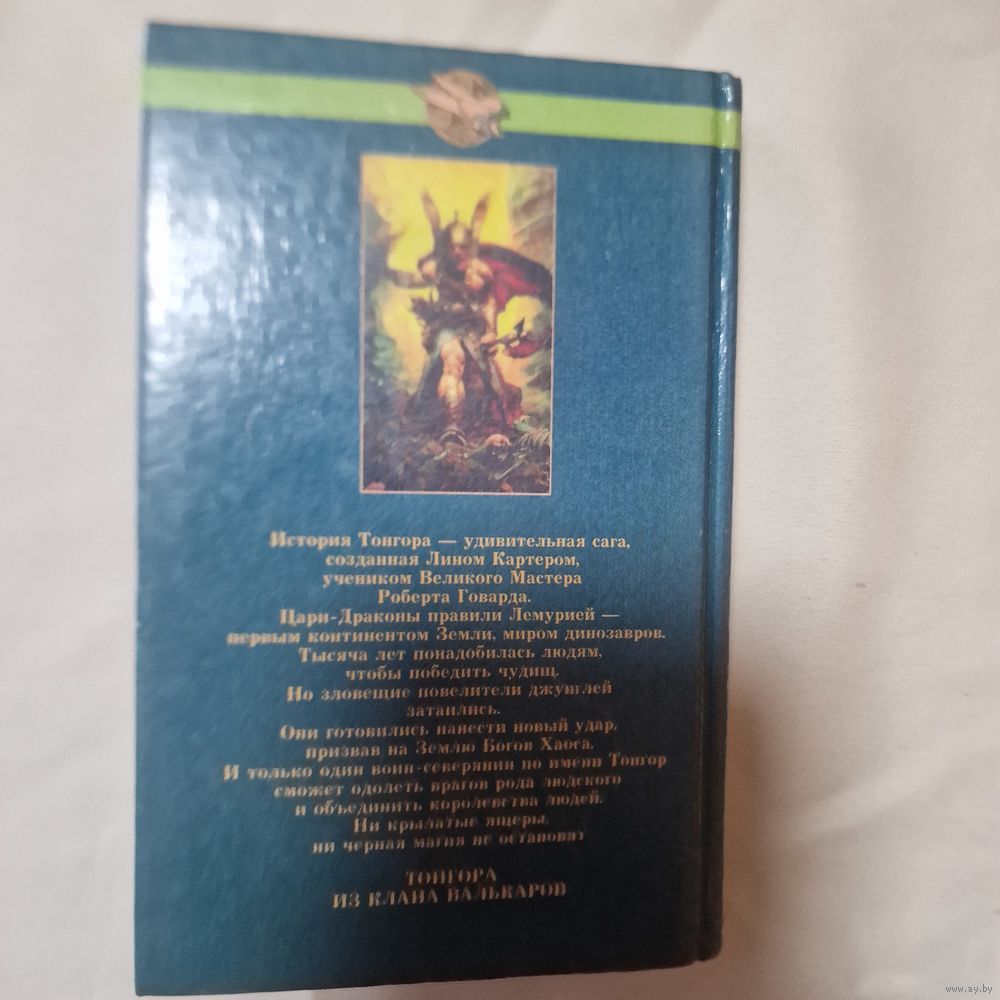 История Тонгора — удивительная сага,
созданная Лином Картером,
учеником Великого Мастера
Роберта Говарда.
Цари-Драконы правили Лемурией —
первым континентом Земли, миром динозавров.
Тысяча лет понадобилась людям,
чтобы победить чудищ.
Но зловещие повелители джунглей
затаились.
Они готовились нанести новый удар,
призвав на Землю Богов Хаоса.
И только один воин-северянин по имени Тонгор
сможет одолеть врагов рода людского
и объединить королевства людей.
Ни крылатые ящеры,
ни черная магия не остановят
ТОНГОРА
ИЗ КЛАНА ВАЛЬКАРОВ
www.ay.by